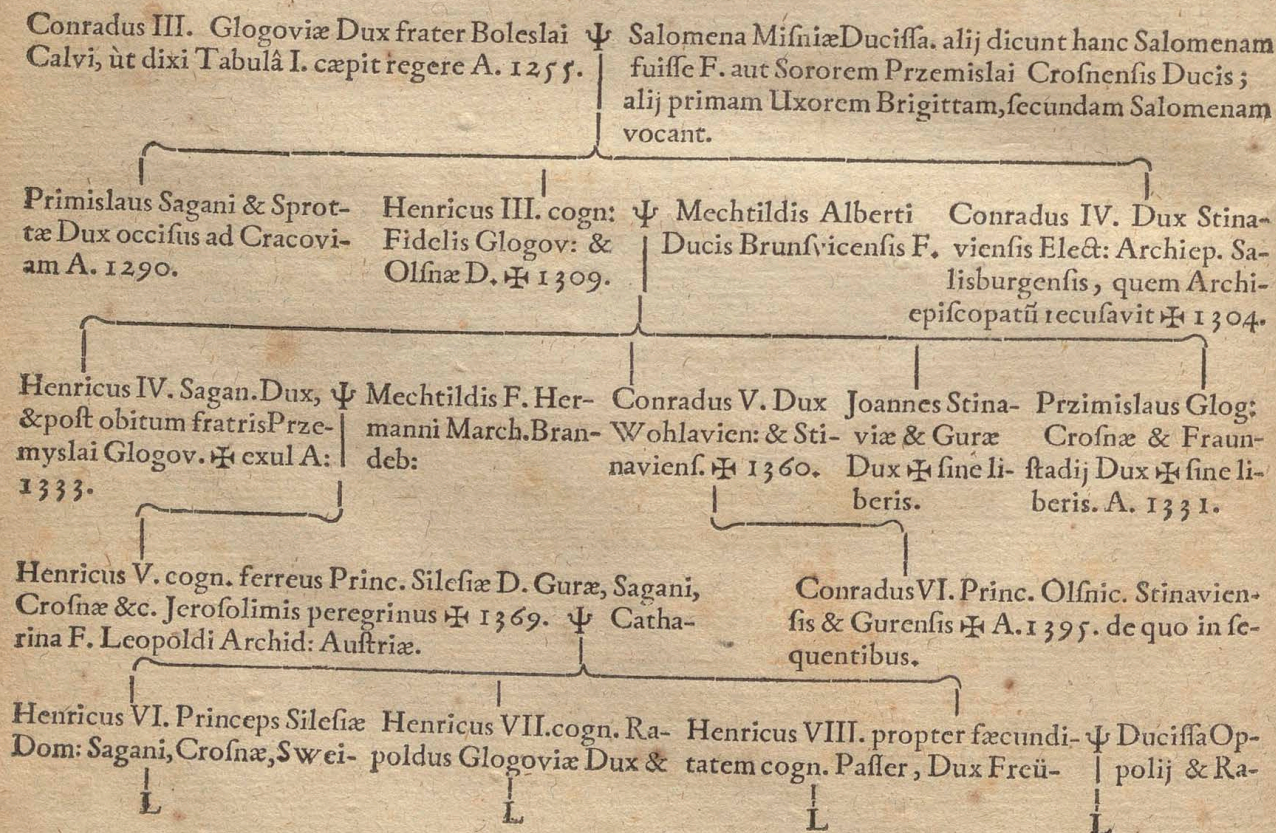 Conradus III. Glogoviæ Dux frater Boleslai
Calvi, ùt dixi Tabulâ I. cæpit regere A. 1255.
Ψ
Salomena MiſniæDuciſſa. alij dicunt hanc Salomenam
fuiſſe F. aut Sororem Przemislai Croſnenſis Ducis;
alij primam Uxorem Brigittam, ſecundam Salomenam
vocant.
Primislaus Sagani & Sprot-
tæ Dux occiſus ad Cracovi-
am A. 1290.
Henricus III. cogn:
Fidelis Glogov: &
Olſnæ D. ✠ 1309.
Ψ
Mechtildis Alberti
Ducis Brunſvicenſis F.
Conradus IV. Dux Stina-
vienſis Elect: Archiep. Sa-
lisburgenſis, quem Archi-
epiſcopatũ recuſavit ✠ 1304.
Henricus IV. Sagan. Dux,
& poſt obitum fratris Prze-
myslai Glogov. ✠ exul A:
1333.
Ψ
Mechtildis F. Her-
manni March. Bran-
deb:
Conradus V. Dux
Wohlavien: & Sti-
navienſ. ✠ 1360.
Joannes Stina-
viæ & Guræ
Dux ✠ ſine li-
beris.
Przimislaus Glog:
Croſnæ & Fraun-
ſtadij Dux ✠ ſine li-
beris. A. 1331.
Henricus V. cogn. ferreus Princ. Sileſiæ D. Guræ, Sagani,
Croſnæ &c. Jeroſolimis peregrinus ✠ 1369. Ψ Catha-
rina F. Leopoldi Archid: Auſtriæ.
Conradus VI. Princ. Olſnic. Stinavien-
ſis & Gurenſis ✠ A. 1395. de quo in ſe-
quentibus.
Henricus VI. Princeps Sileſiæ
Dom: Sagani, Croſnæ, Swei-
L
Henricus VII. cogn. Ra-
poldus Glogoviæ Dux &
L
Henricus VIII. propter fæcundi-
tatem cogn. Paſſer, Dux Freü-
L
Ψ
Duciſſa Op-
polij & Ra-
L